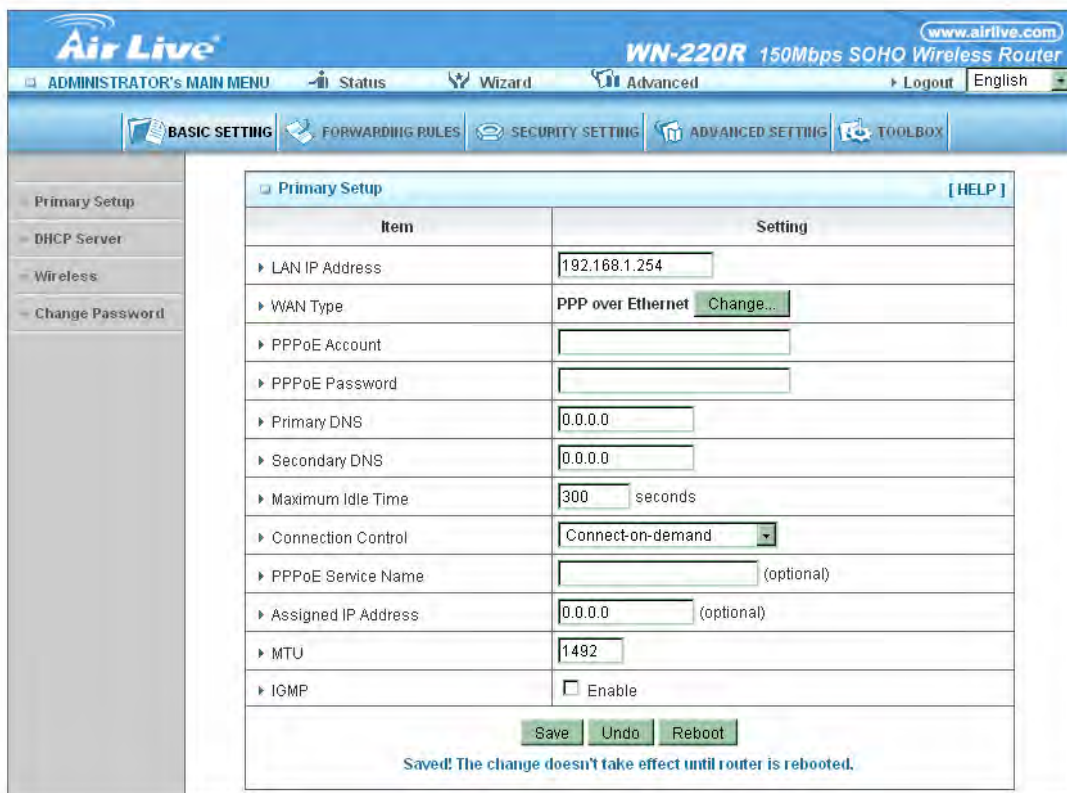 Air Live
www.airlive.com
WN-220R 150Mbps SOHO Wireless Router
ADMINISTRATOR's MAIN MENU Status Wizard Advanced Logout English
BASIC SETTING FORWARDING RULES SECURITY SETTING ADVANCED SETTING TOOLBOX
Primary Setup
DHCP Server
Wireless
Change Password
Primary Setup [ HELP ]
Item Setting
LAN IP Address 192.168.1.254
WAN Type PPP over Ethernet Change...
PPPoE Account
PPPoE Password
Primary DNS 0.0.0.0
Secondary DNS 0.0.0.0
Maximum Idle Time 300 seconds
Connection Control Connect-on-demand
PPPoE Service Name (optional)
Assigned IP Address 0.0.0.0 (optional)
MTU 1492
IGMP Enable
Save Undo Reboot
Saved! The change doesn't take effect until router is rebooted.